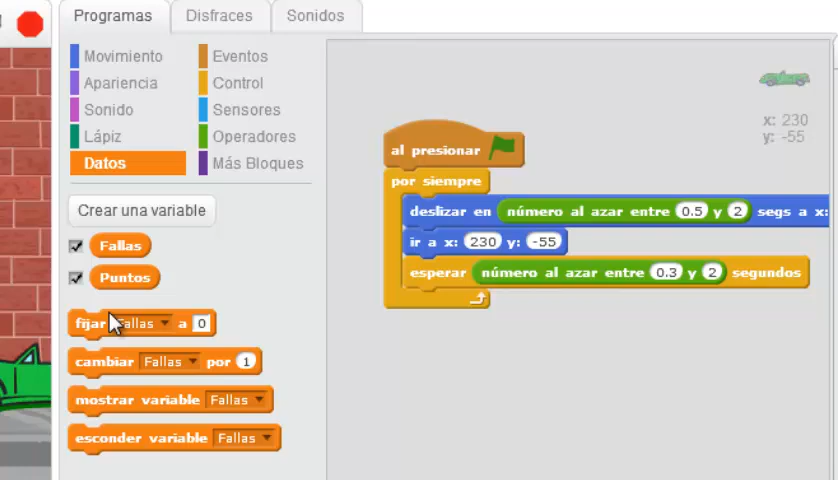 Programas Disfraces Sonidos
Movimiento Eventos
Apariencia Control
Sonido Sensores
Lápiz Operadores
Datos Más Bloques
Crear una variable
Fallas
Puntos
fijar Fallas a 0
cambiar Fallas por 1
mostrar variable Fallas
esconder variable Fallas
al presionar
por siempre
deslizar en número al azar entre 0.5 y 2 segs a x:
ir a x: 230 y: -55
esperar número al azar entre 0.3 y 2 segundos
x: 230
y: -55